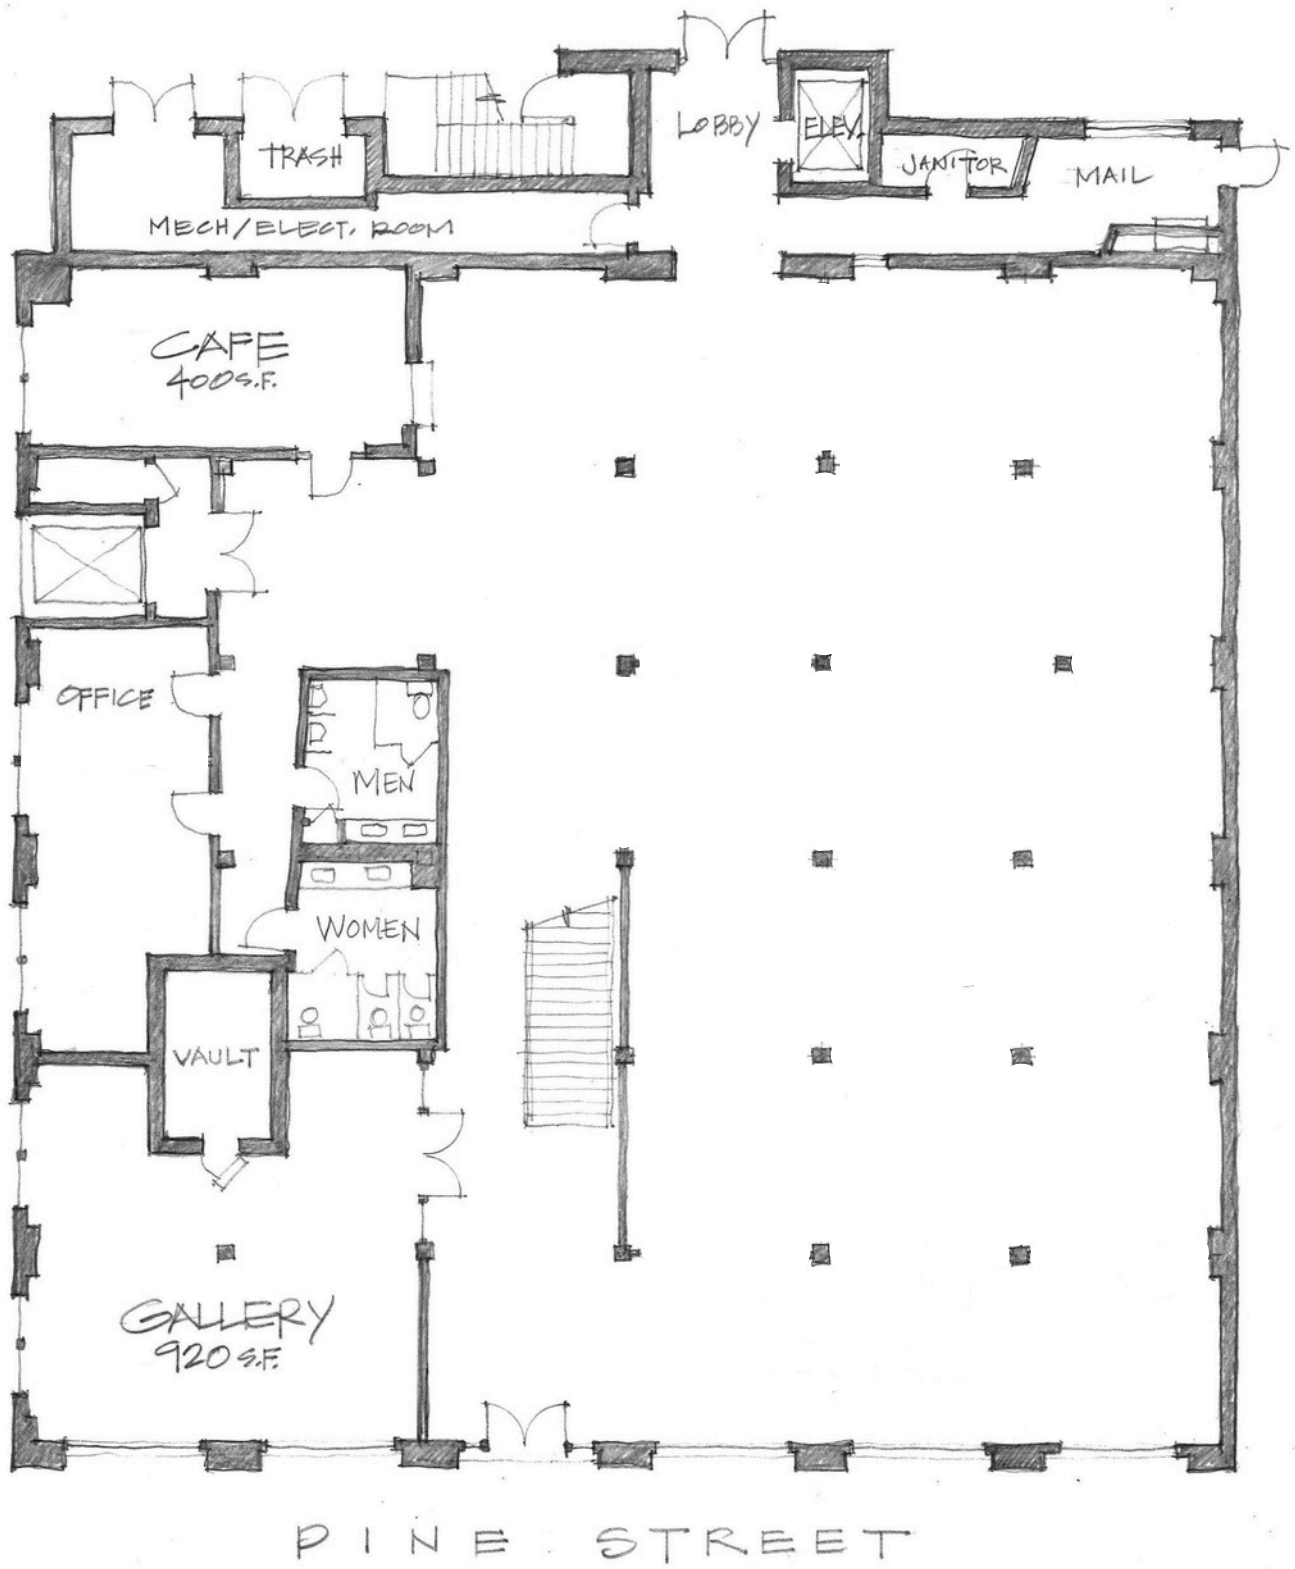 LOBBY
ELEV.
TRASH
JANITOR
MAIL
MECH/ELECT. ROOM
CAFE
400 S.F.
OFFICE
MEN
WOMEN
VAULT
GALLERY
920 S.F.
PINE STREET